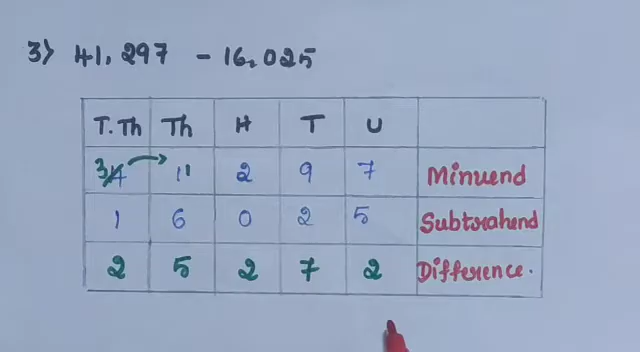 3) 41,297 - 16,025
T.Th Th H T U
3 4 11 2 9 7 Minuend
1 6 0 2 5 Subtrahend
2 5 2 7 2 Difference.